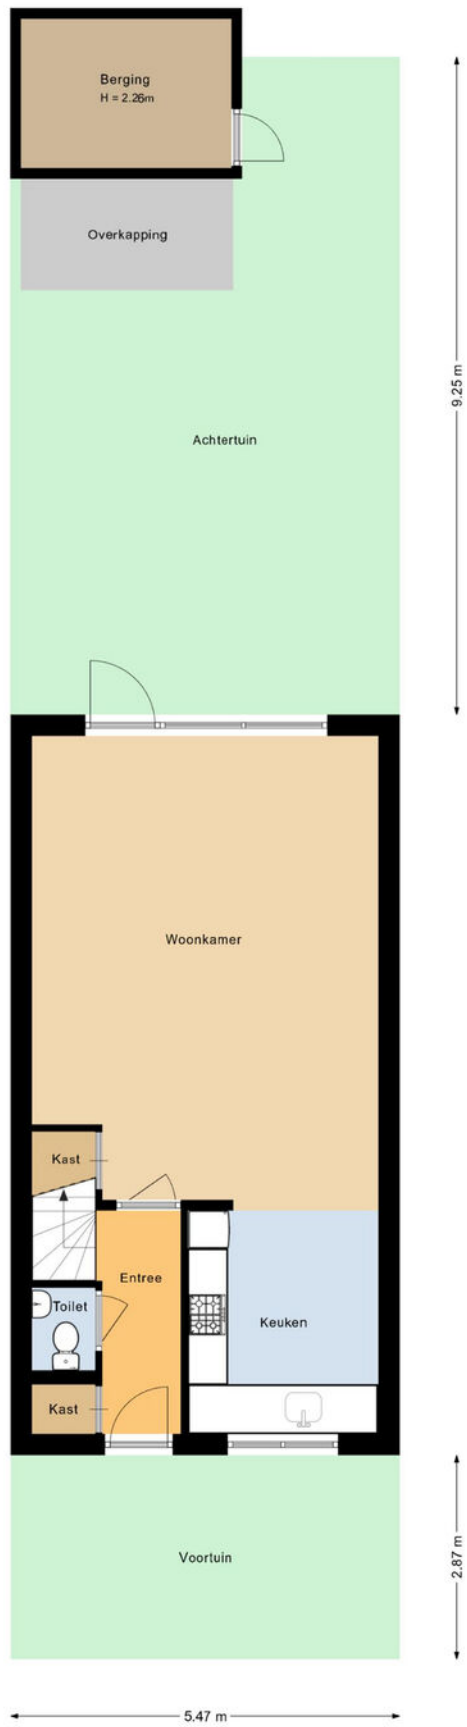 Berging
H = 2.26m
Overkapping
9.25 m
Achtertuin
Woonkamer
Kast
Entree
Toilet
Keuken
Kast
Voortuin
2.87 m
5.47 m